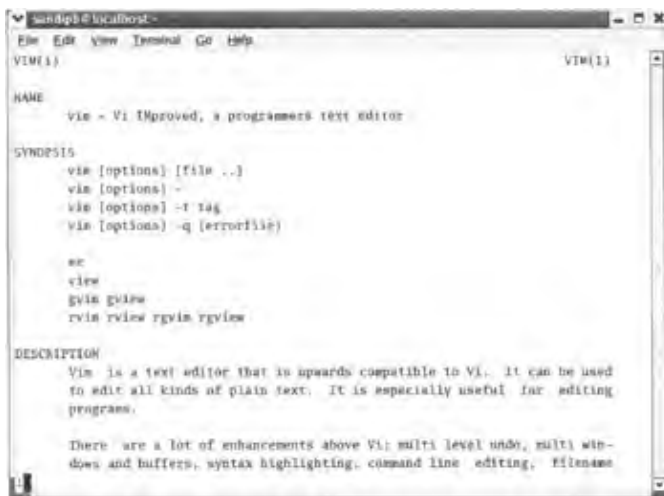 sandipb@localhost:~
File Edit View Terminal Go Help
VIM(1) VIM(1)
NAME
vim - Vi IMproved, a programmers text editor
SYNOPSIS
vim [options] [file ..]
vim [options] -
vim [options] -t tag
vim [options] -q [errorfile]
ex
view
gvim gview
rvim rview rgvim rgview
DESCRIPTION
Vim is a text editor that is upwards compatible to Vi. It can be used
to edit all kinds of plain text. It is especially useful for editing
programs.
There are a lot of enhancements above Vi: multi level undo, multi win-
dows and buffers, syntax highlighting, command line editing, filename
: